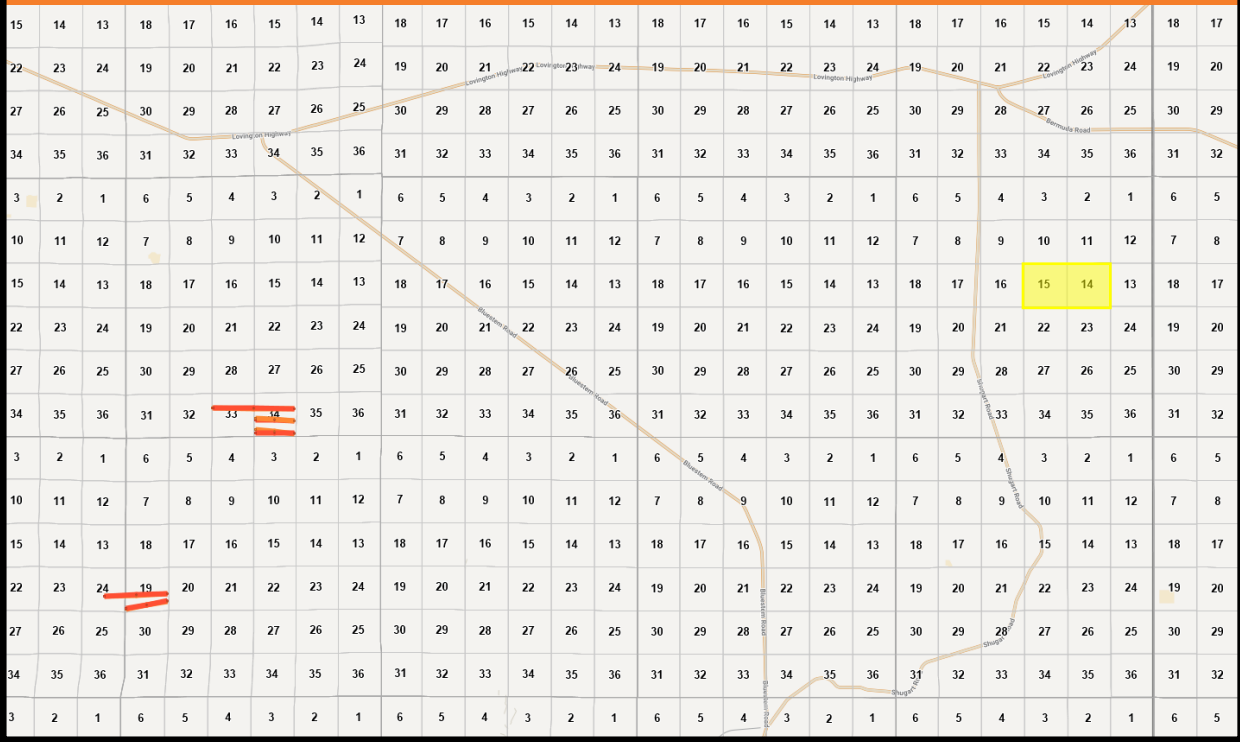 15 14 13 18 17 16 15 14 13 18 17 16 15 14 13 18 17 16 15 14 13 18 17 16 15 14 13 18 17
22 23 24 19 20 21 22 23 24 19 20 21 22 23 24 19 20 21 22 23 24 19 20 21 22 23 24 19 20
Lovington Highway Lovington Highway Lovington Highway Lovington Highway
27 26 25 30 29 28 27 26 25 30 29 28 27 26 25 30 29 28 27 26 25 30 29 28 27 26 25 30 29
Lovington Highway Bermuda Road
34 35 36 31 32 33 34 35 36 31 32 33 34 35 36 31 32 33 34 35 36 31 32 33 34 35 36 31 32
3 2 1 6 5 4 3 2 1 6 5 4 3 2 1 6 5 4 3 2 1 6 5 4 3 2 1 6 5
10 11 12 7 8 9 10 11 12 7 8 9 10 11 12 7 8 9 10 11 12 7 8 9 10 11 12 7 8
15 14 13 18 17 16 15 14 13 18 17 16 15 14 13 18 17 16 15 14 13 18 17 16 15 14 13 18 17
Bluestem Road
22 23 24 19 20 21 22 23 24 19 20 21 22 23 24 19 20 21 22 23 24 19 20 21 22 23 24 19 20
27 26 25 30 29 28 27 26 25 30 29 28 27 26 25 30 29 28 27 26 25 30 29 28 27 26 25 30 29
Bluestem Road Shugart Road
34 35 36 31 32 33 34 35 36 31 32 33 34 35 36 31 32 33 34 35 36 31 32 33 34 35 36 31 32
3 2 1 6 5 4 3 2 1 6 5 4 3 2 1 6 5 4 3 2 1 6 5 4 3 2 1 6 5
Bluestem Road Shugart Road
10 11 12 7 8 9 10 11 12 7 8 9 10 11 12 7 8 9 10 11 12 7 8 9 10 11 12 7 8
15 14 13 18 17 16 15 14 13 18 17 16 15 14 13 18 17 16 15 14 13 18 17 16 15 14 13 18 17
22 23 24 19 20 21 22 23 24 19 20 21 22 23 24 19 20 21 22 23 24 19 20 21 22 23 24 19 20
Bluestem Road
27 26 25 30 29 28 27 26 25 30 29 28 27 26 25 30 29 28 27 26 25 30 29 28 27 26 25 30 29
Shugart Road
34 35 36 31 32 33 34 35 36 31 32 33 34 35 36 31 32 33 34 35 36 31 32 33 34 35 36 31 32
Bluestem Road Shugart Road
3 2 1 6 5 4 3 2 1 6 5 4 3 2 1 6 5 4 3 2 1 6 5 4 3 2 1 6 5